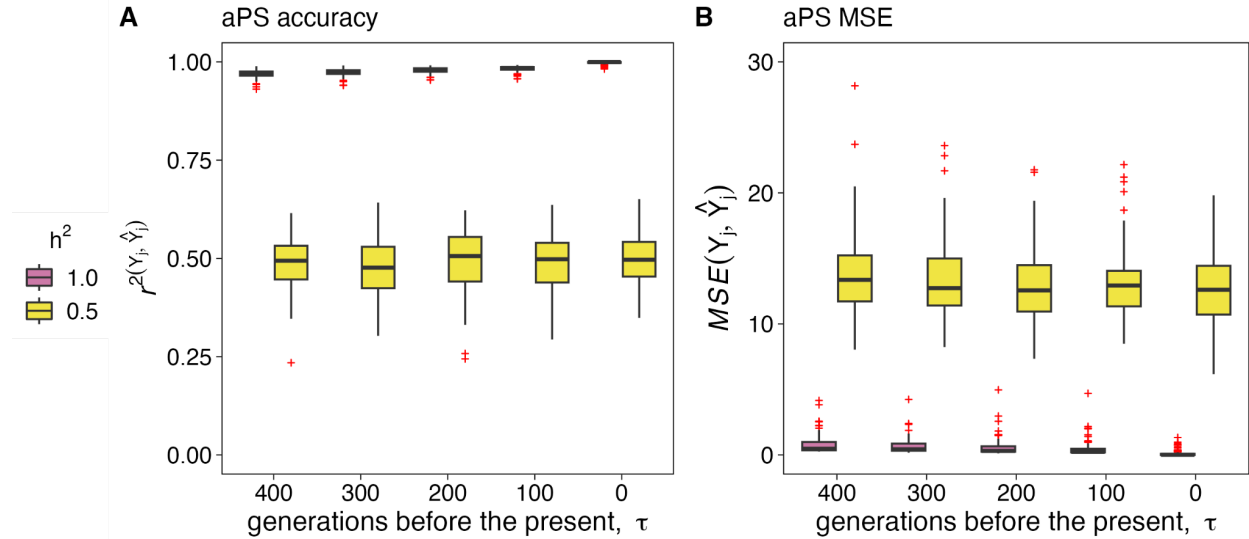 A
aPS accuracy
1.00
0.75
0.50
0.25
0.00
r²(Yⱼ, Ŷⱼ)
400 300 200 100 0
generations before the present, τ
h²
1.0
0.5
B
aPS MSE
30
20
10
0
MSE(Yⱼ, Ŷⱼ)
400 300 200 100 0
generations before the present, τ